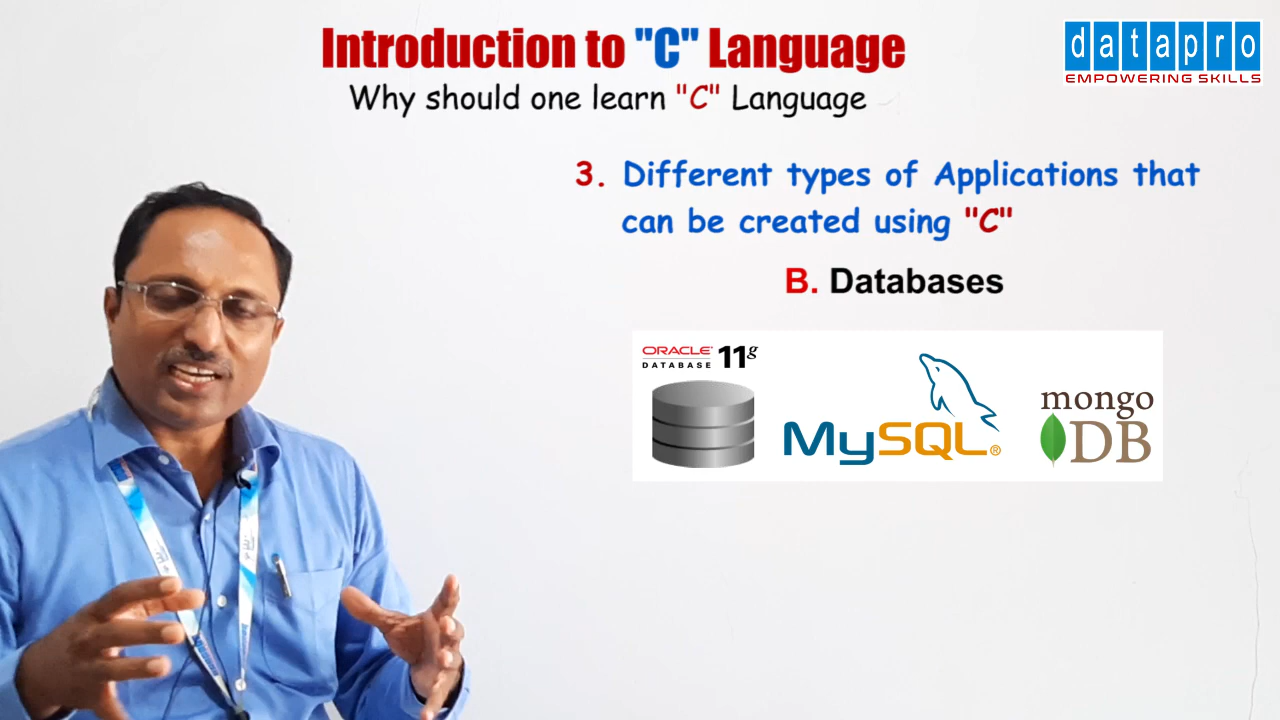 Introduction to "C" Language
Why should one learn "C" Language
datapro
EMPOWERING SKILLS
3. Different types of Applications that
can be created using "C"
B. Databases
ORACLE® 11g
DATABASE
MySQL®
mongo
DB